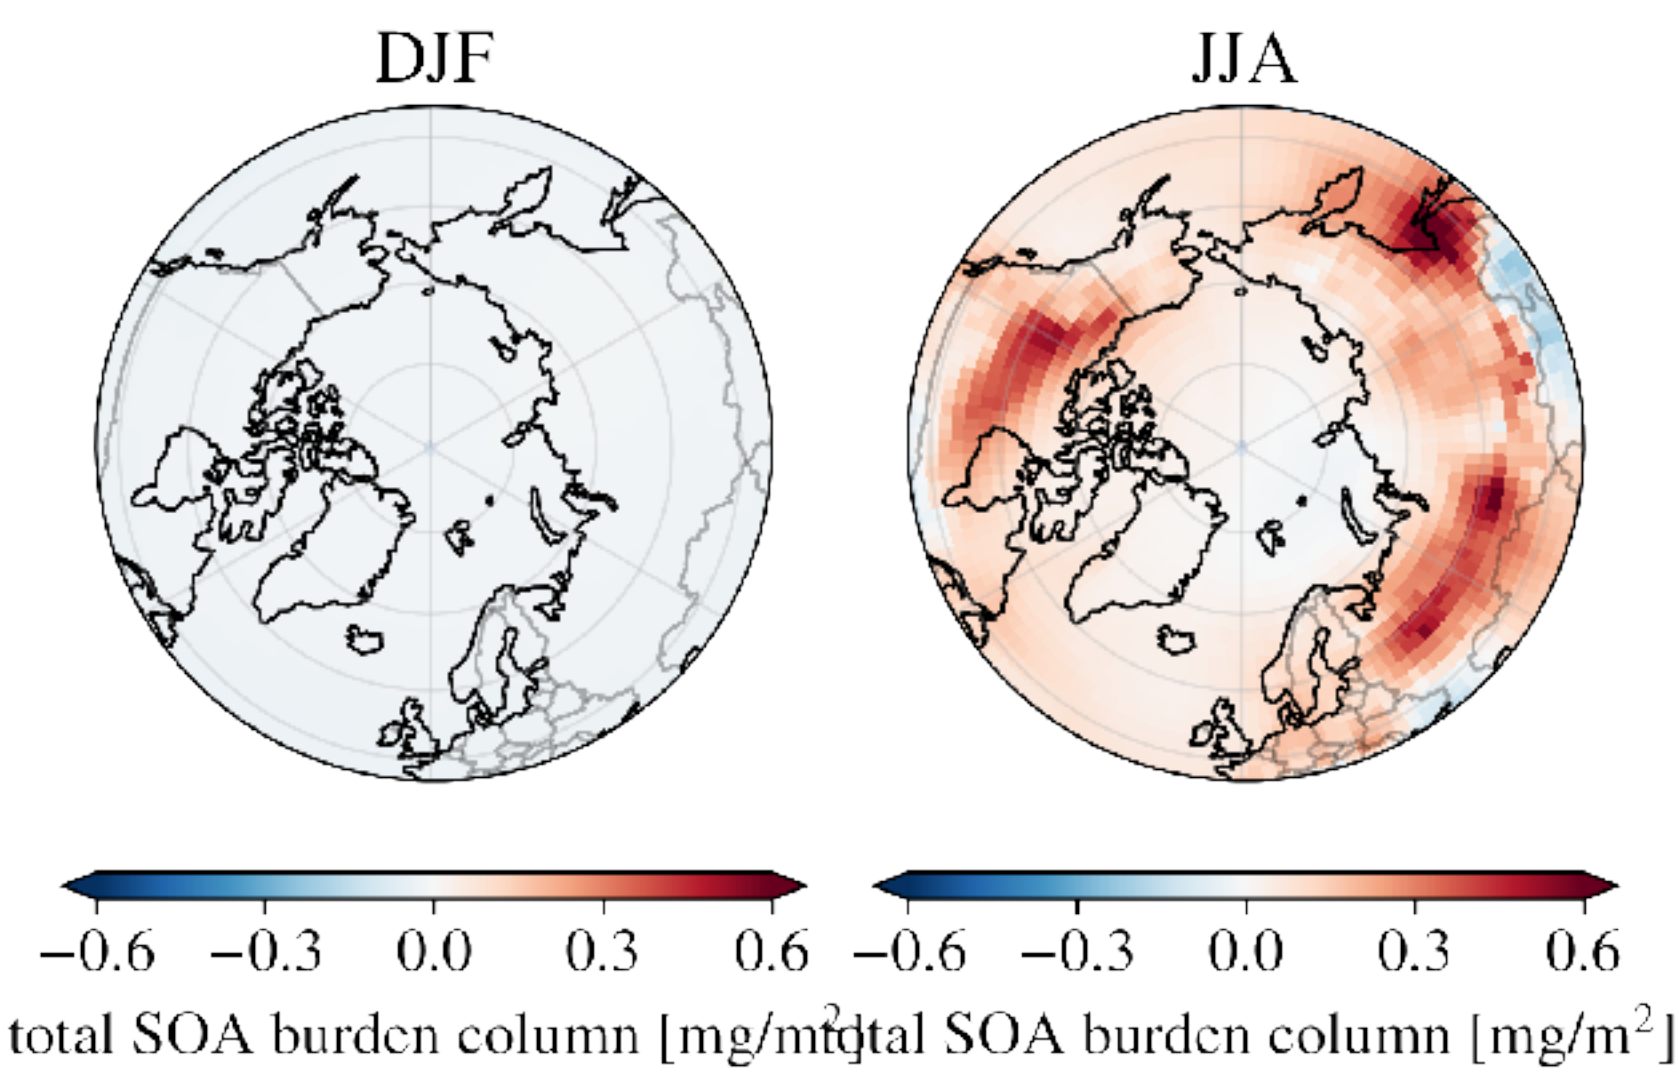 DJF JJA
−0.6 −0.3 0.0 0.3 0.6 −0.6 −0.3 0.0 0.3 0.6
total SOA burden column [mg/m²] total SOA burden column [mg/m²]